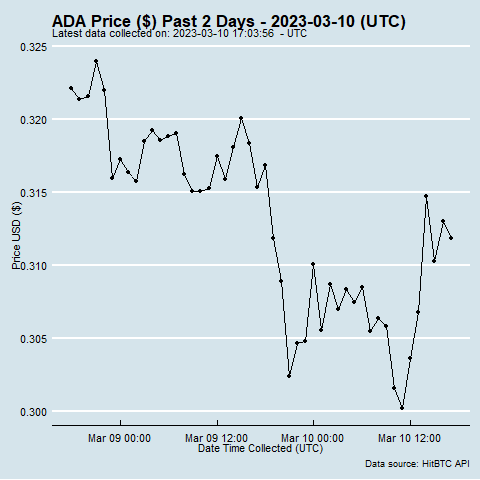 ADA Price ($) Past 2 Days - 2023-03-10 (UTC)
Latest data collected on: 2023-03-10 17:03:56 - UTC
0.325
0.320
0.315
0.310
0.305
0.300
Price USD ($)
Mar 09 00:00 Mar 09 12:00 Mar 10 00:00 Mar 10 12:00
Date Time Collected (UTC)
Data source: HitBTC API